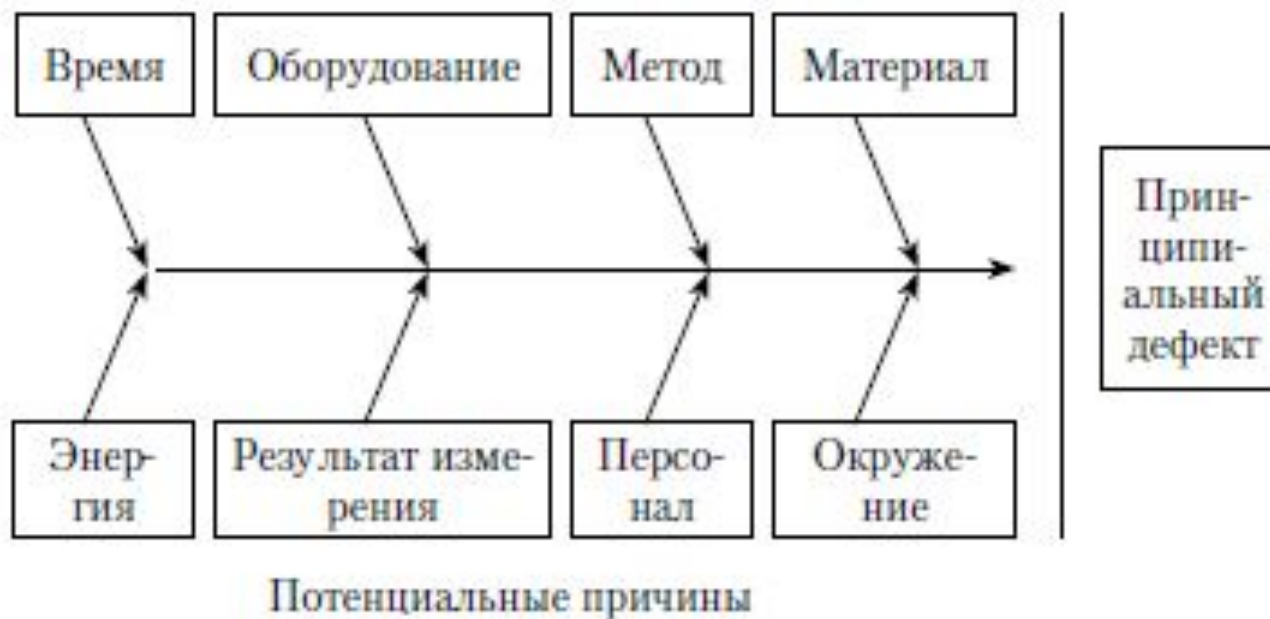 Время
Оборудование
Метод
Материал
Прин-
ципи-
альный
дефект
Энер-
гия
Результат изме-
рения
Персо-
нал
Окруже-
ние
Потенциальные причины